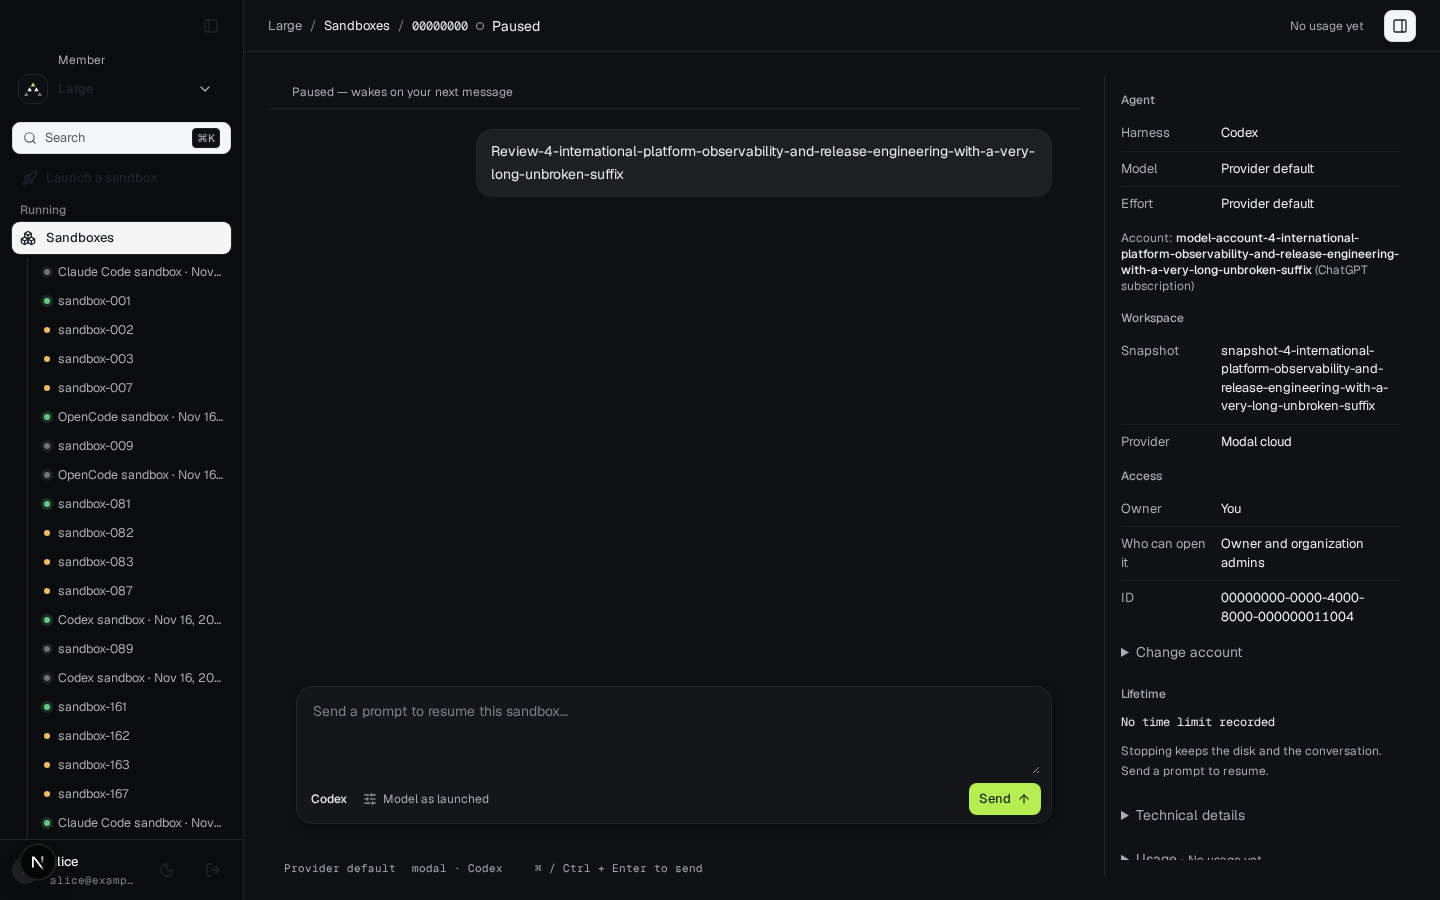 Member
Large
Search
⌘K
Launch a sandbox
Running
Sandboxes
Claude Code sandbox · Nov...
sandbox-001
sandbox-002
sandbox-003
sandbox-007
OpenCode sandbox · Nov 16...
sandbox-009
OpenCode sandbox · Nov 16...
sandbox-081
sandbox-082
sandbox-083
sandbox-087
Codex sandbox · Nov 16, 20...
sandbox-089
Codex sandbox · Nov 16, 20...
sandbox-161
sandbox-162
sandbox-163
sandbox-167
Claude Code sandbox · Nov...
N
lice
alice@examp...
Large / Sandboxes / 00000000 Paused
No usage yet
Paused — wakes on your next message
Review-4-international-platform-observability-and-release-engineering-with-a-very-
long-unbroken-suffix
Send a prompt to resume this sandbox...
Codex
Model as launched
Send ↑
Provider default modal · Codex ⌘ / Ctrl + Enter to send
Agent
Harness Codex
Model Provider default
Effort Provider default
Account: model-account-4-international-
platform-observability-and-release-engineering-
with-a-very-long-unbroken-suffix (ChatGPT
subscription)
Workspace
Snapshot snapshot-4-international-
platform-observability-and-
release-engineering-with-a-
very-long-unbroken-suffix
Provider Modal cloud
Access
Owner You
Who can open it Owner and organization
admins
ID 00000000-0000-4000-
8000-000000011004
Change account
Lifetime
No time limit recorded
Stopping keeps the disk and the conversation.
Send a prompt to resume.
Technical details
Usage · No usage yet